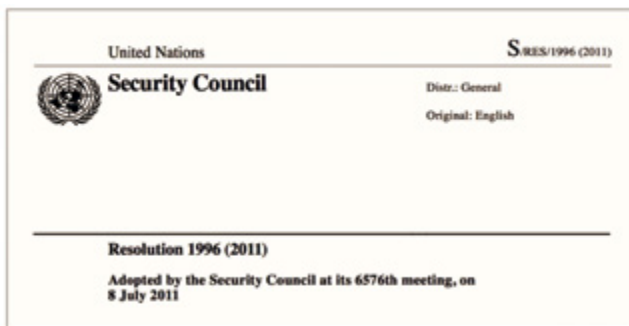 United Nations
S/RES/1996 (2011)
Security Council
Distr.: General
Original: English
Resolution 1996 (2011)
Adopted by the Security Council at its 6576th meeting, on
8 July 2011